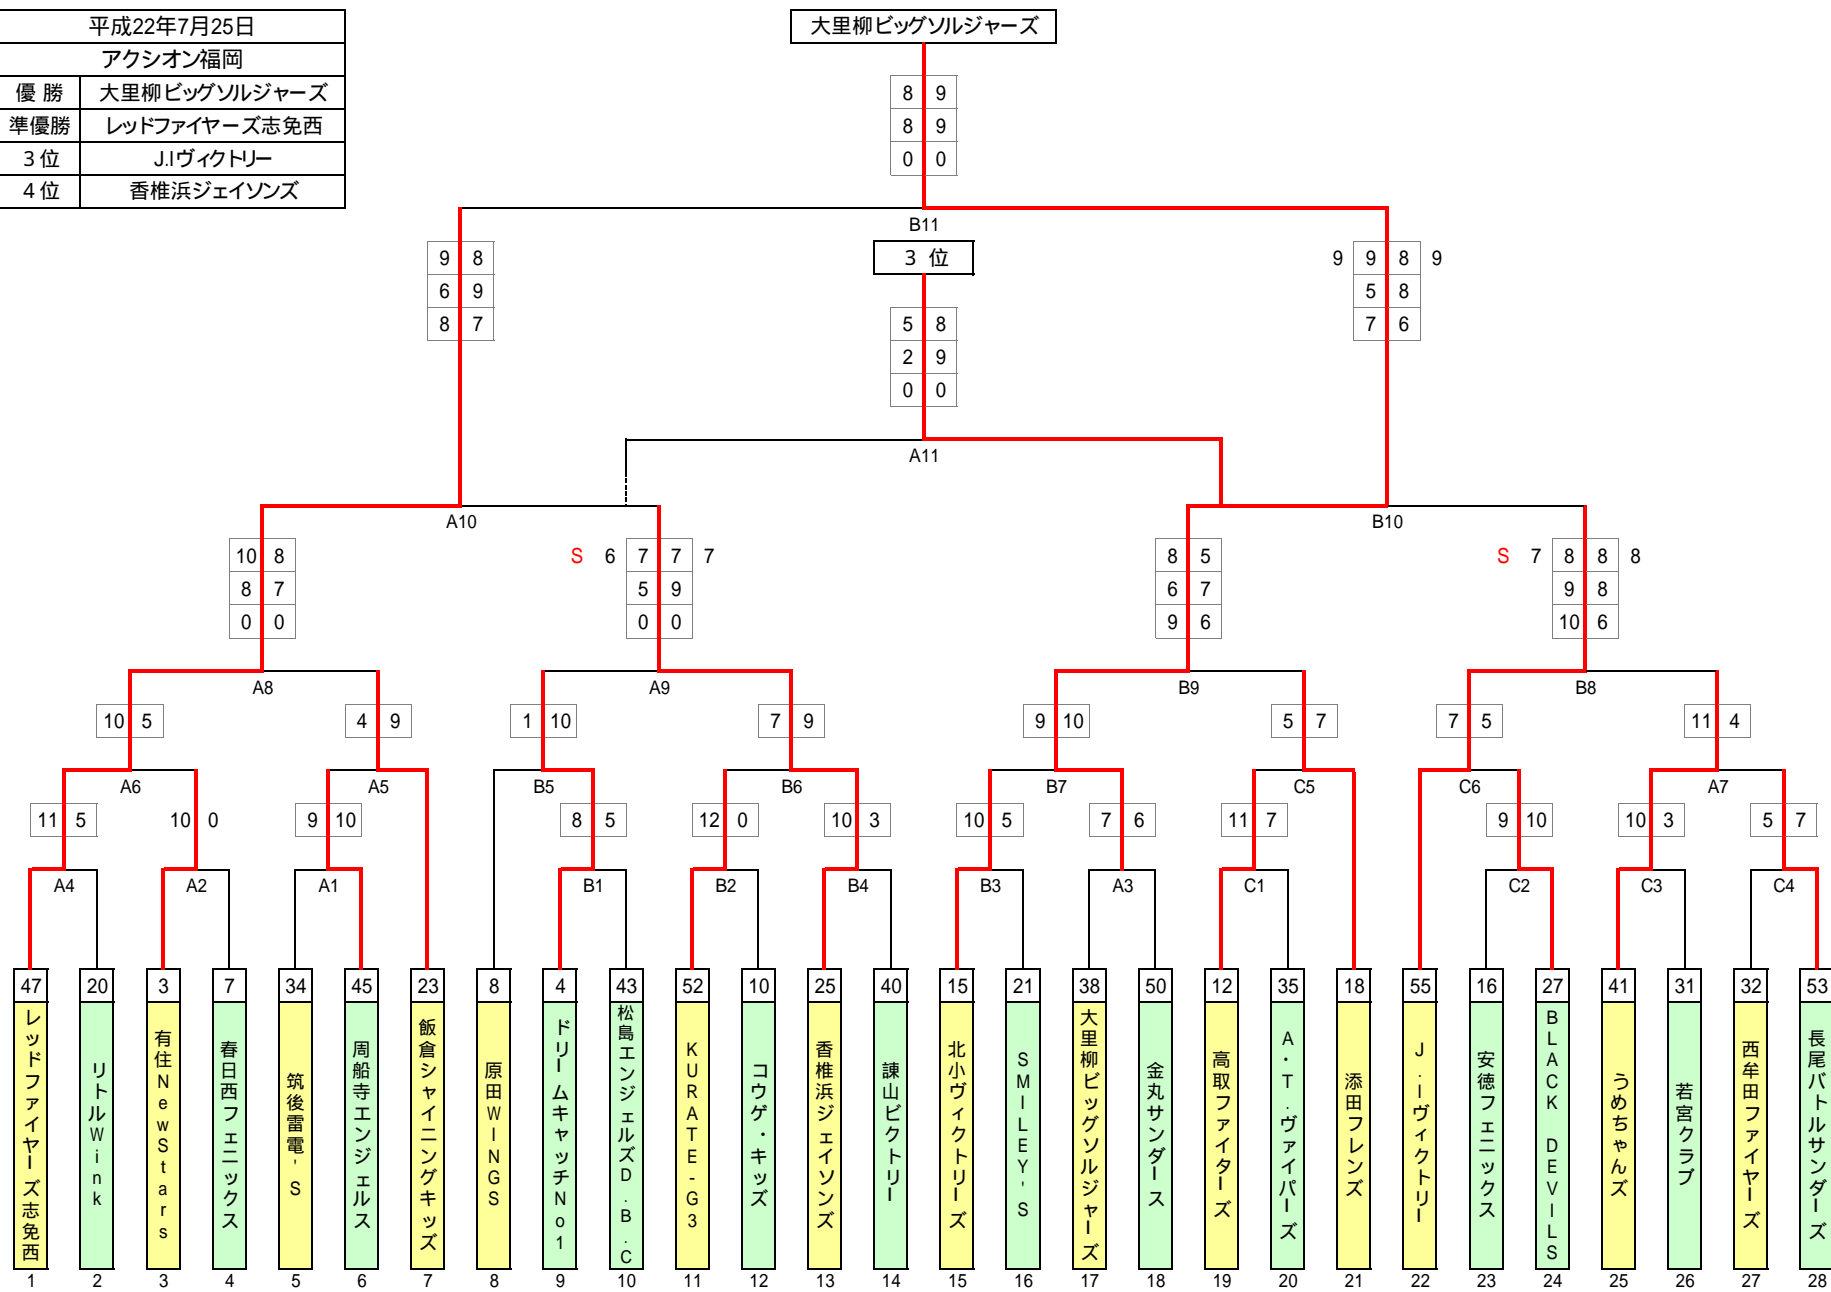 平成22年7月25日
アクシオン福岡
優 勝 大里柳ビッグソルジャーズ
準優勝 レッドファイヤーズ志免西
3 位 J.Iヴィクトリー
4 位 香椎浜ジェイソンズ
大里柳ビッグソルジャーズ
8 9
8 9
0 0
B11
3 位
9 8
6 9
8 7
5 8
2 9
0 0
9 9 8 9
5 8
7 6
A11
A10 B10
10 8 S 6 7 7 7 8 5 S 7 8 8 8
8 7 5 9 6 7 9 8
0 0 0 0 9 6 10 6
A8 A9 B9 B8
10 5 4 9 1 10 7 9 9 10 5 7 7 5 11 4
A6 A5 B5 B6 B7 C5 C6 A7
11 5 10 0 9 10 8 5 12 0 10 3 10 5 7 6 11 7 9 10 10 3 5 7
A4 A2 A1 B1 B2 B4 B3 A3 C1 C2 C3 C4
47 20 3 7 34 45 23 8 4 43 52 10 25 40 15 21 38 50 12 35 18 55 16 27 41 31 32 53
レッドファイヤーズ志免西
リトルWink
有住NewStars
春日西フェニックス
筑後雷電'S
周船寺エンジェルス
飯倉シャイニングキッズ
原田WINGS
ドリームキャッチNo1
松島エンジェルズD.B.C
KURATE-G3
コウゲ・キッズ
香椎浜ジェイソンズ
諌山ビクトリー
北小ヴィクトリーズ
SMILEY'S
大里柳ビッグソルジャーズ
金丸サンダース
高取ファイターズ
A・T.ヴァイパーズ
添田フレンズ
J.Iヴィクトリー
安徳フェニックス
BLACK DEVILS
うめちゃんズ
若宮クラブ
西牟田ファイヤーズ
長尾バトルサンダーズ
1 2 3 4 5 6 7 8 9 10 11 12 13 14 15 16 17 18 19 20 21 22 23 24 25 26 27 28